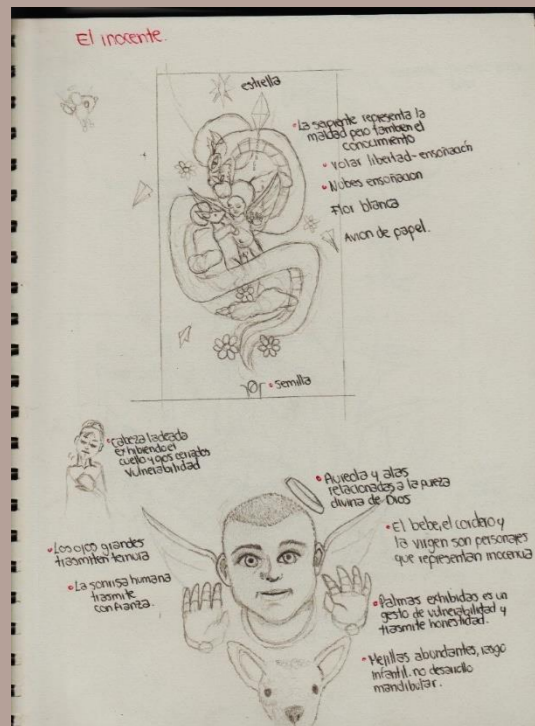 El inocente.
estrella
• La serpiente representa la
maldad pero tambien el
conocimiento
• volar libertad-ensoñación
• Nubes ensoñacion
Flor blanca
Avion de papel.
• semilla
• Cabeza ladeada
exhibiendo el
cuello y ojos cerrados
vulnerabilidad
• Aureola y alas
relacionadas a la pureza
divina de Dios
• Los ojos grandes
trasmiten ternura
• La sonrisa humana
trasmite
confianza.
• El bebe, el cordero y
la virgen son personajes
que representan inocencia
• Palmas exhibidas es un
gesto de vulnerabilidad y
trasmite honestidad.
• Mejillas abundantes, rasgo
infantil. no desarrollo
mandibular.